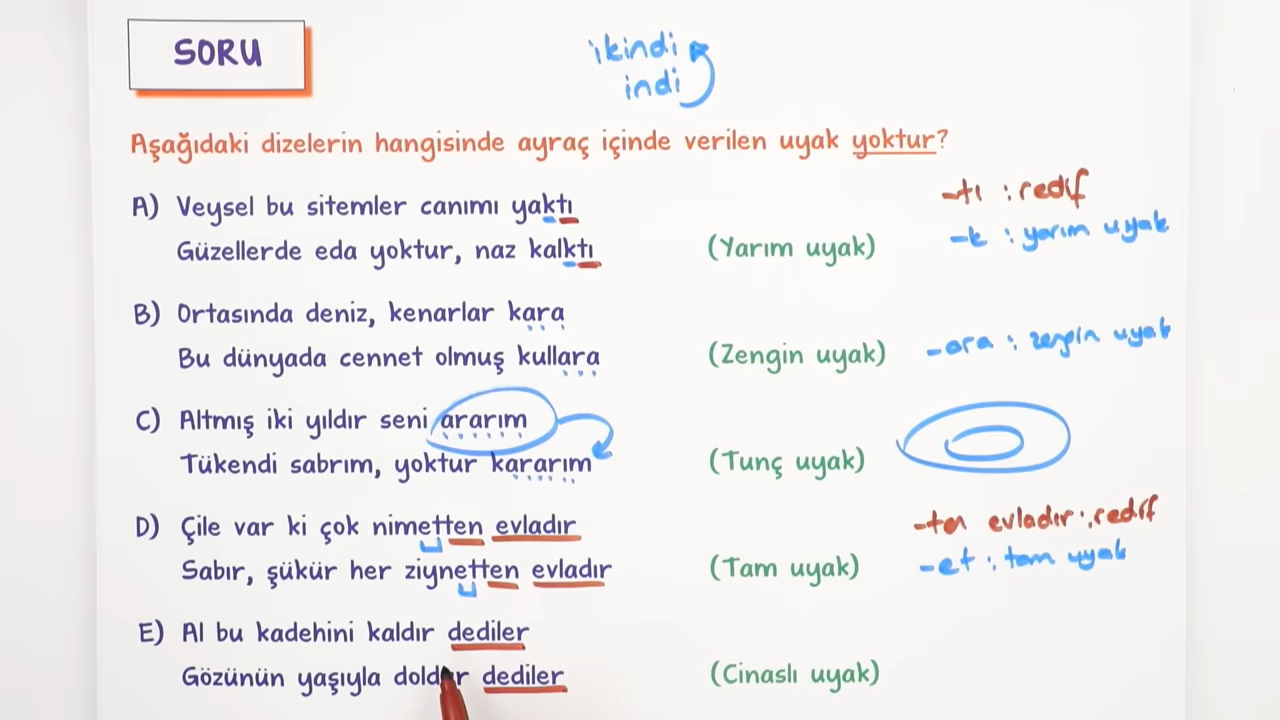 SORU
ikindi
indi
Aşağıdaki dizelerin hangisinde ayraç içinde verilen uyak yoktur?
A) Veysel bu sitemler canımı yaktı
Güzellerde eda yoktur, naz kalktı (Yarım uyak)
-tı : redif
-k : yarım uyak
B) Ortasında deniz, kenarlar kara
Bu dünyada cennet olmuş kullara (Zengin uyak)
-ara : zengin uyak
C) Altmış iki yıldır seni ararım
Tükendi sabrım, yoktur kararım (Tunç uyak)
D) Çile var ki çok nimetten evladır
Sabır, şükür her ziynetten evladır (Tam uyak)
-ten evladır : redif
-et : tam uyak
E) Al bu kadehini kaldır dediler
Gözünün yaşıyla doldur dediler (Cinaslı uyak)